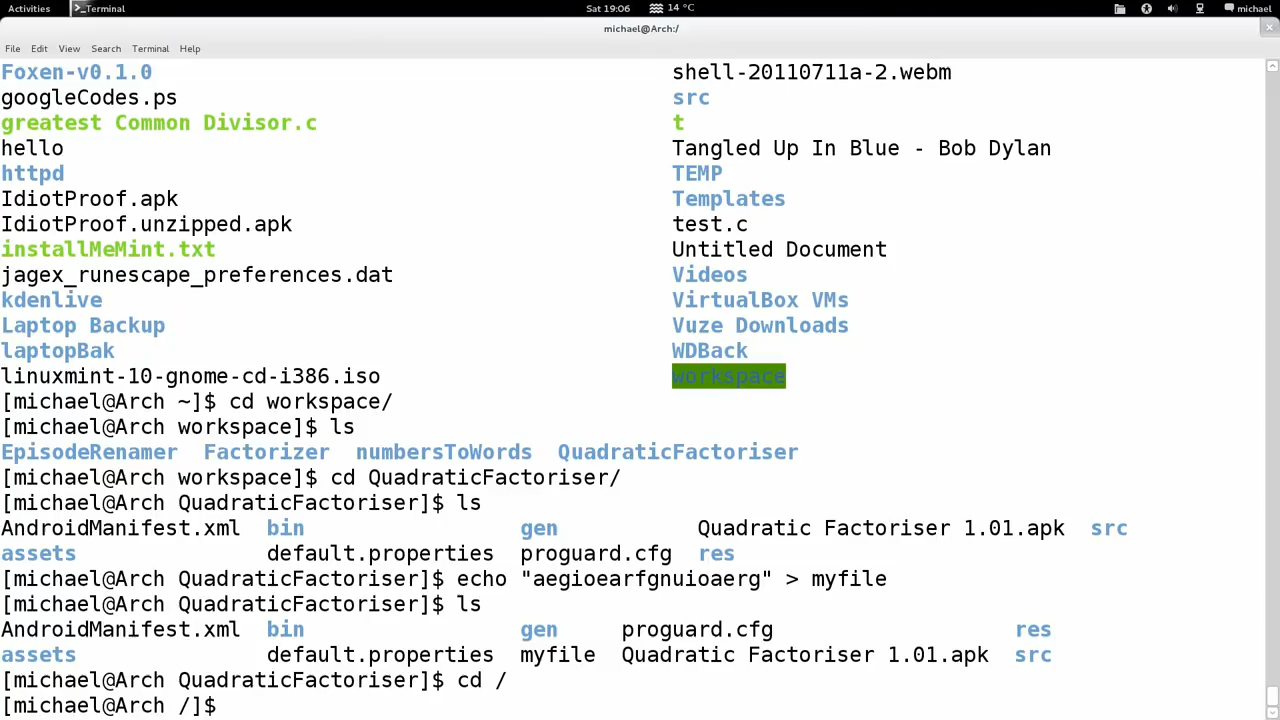 Activities Terminal Sat 19:06 14 °C michael
michael@Arch:/
File Edit View Search Terminal Help
Foxen-v0.1.0 shell-20110711a-2.webm
googleCodes.ps src
greatest Common Divisor.c t
hello Tangled Up In Blue - Bob Dylan
httpd TEMP
IdiotProof.apk Templates
IdiotProof.unzipped.apk test.c
installMeMint.txt Untitled Document
jagex_runescape_preferences.dat Videos
kdenlive VirtualBox VMs
Laptop Backup Vuze Downloads
laptopBak WDBack
linuxmint-10-gnome-cd-i386.iso workspace
[michael@Arch ~]$ cd workspace/
[michael@Arch workspace]$ ls
EpisodeRenamer Factorizer numbersToWords QuadraticFactoriser
[michael@Arch workspace]$ cd QuadraticFactoriser/
[michael@Arch QuadraticFactoriser]$ ls
AndroidManifest.xml bin gen Quadratic Factoriser 1.01.apk src
assets default.properties proguard.cfg res
[michael@Arch QuadraticFactoriser]$ echo "aegioearfgnuioaerg" > myfile
[michael@Arch QuadraticFactoriser]$ ls
AndroidManifest.xml bin gen proguard.cfg res
assets default.properties myfile Quadratic Factoriser 1.01.apk src
[michael@Arch QuadraticFactoriser]$ cd /
[michael@Arch /]$